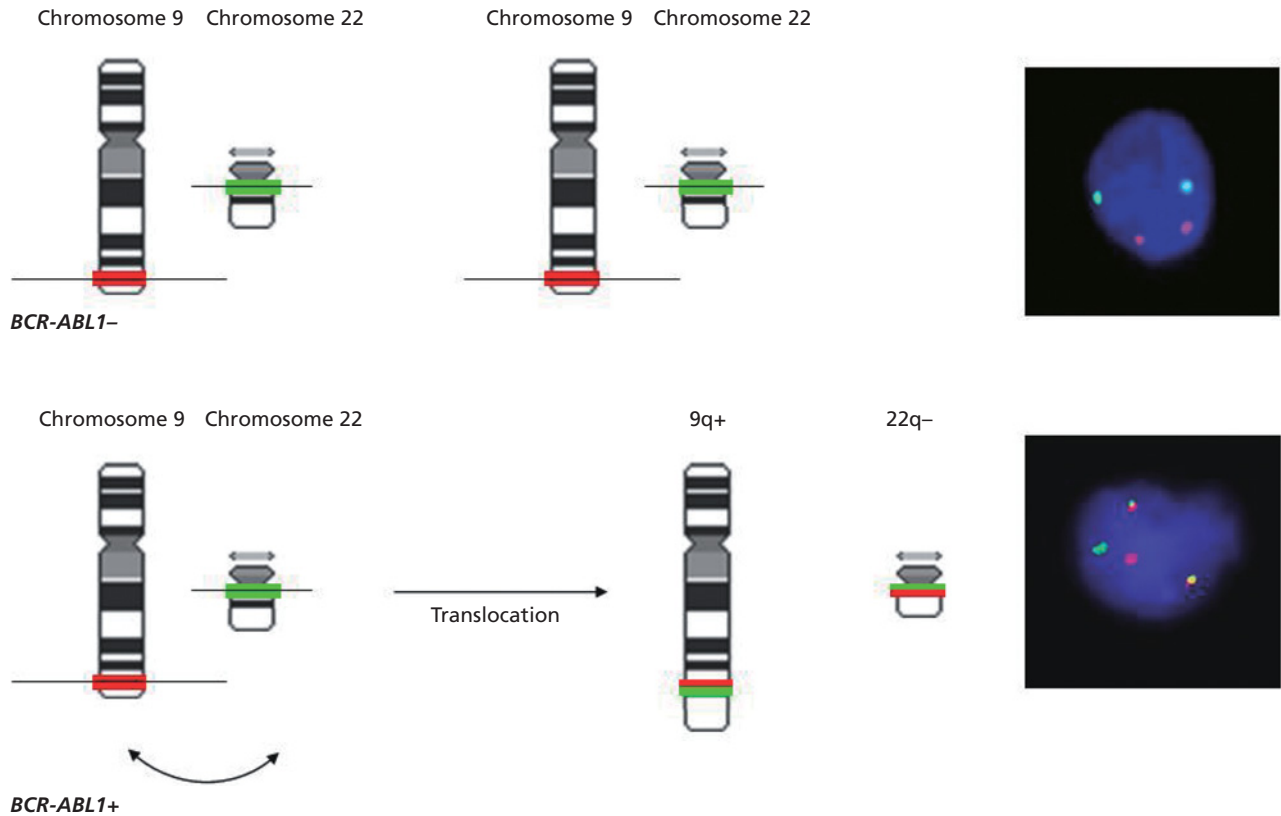 Chromosome 9 Chromosome 22 Chromosome 9 Chromosome 22
BCR-ABL1–
Chromosome 9 Chromosome 22 9q+ 22q–
Translocation
BCR-ABL1+